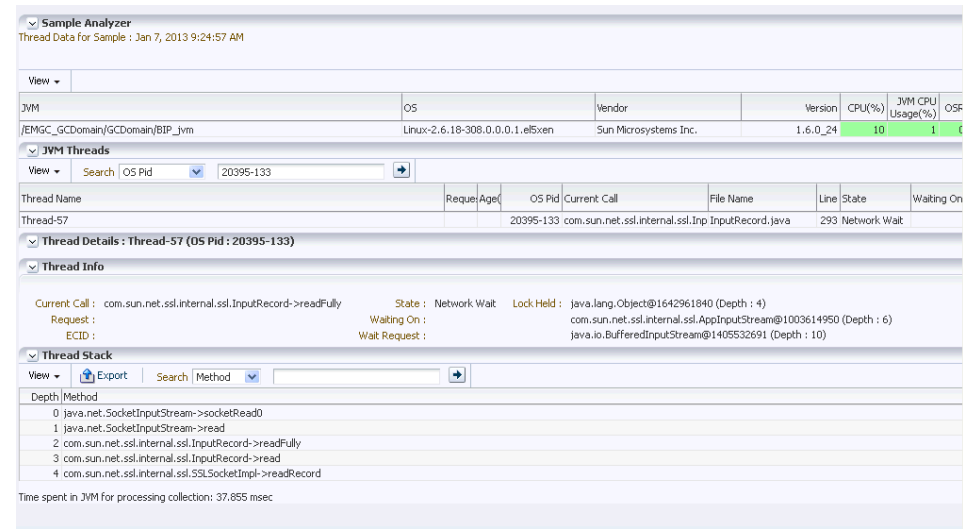 Sample Analyzer
Thread Data for Sample : Jan 7, 2013 9:24:57 AM
View
JVM OS Vendor Version CPU(%) JVM CPU Usage(%) OSR
/EMGC_GCDomain/GCDomain/BIP_jvm Linux-2.6.18-308.0.0.0.1.el5xen Sun Microsystems Inc. 1.6.0_24 10 1
JVM Threads
View Search OS Pid 20395-133
Thread Name Reque Age( OS Pid Current Call File Name Line State Waiting On
Thread-57 20395-133 com.sun.net.ssl.internal.ssl.Inp InputRecord.java 293 Network Wait
Thread Details : Thread-57 (OS Pid : 20395-133)
Thread Info
Current Call : com.sun.net.ssl.internal.ssl.InputRecord->readFully State : Network Wait Lock Held : java.lang.Object@1642961840 (Depth : 4)
Request : Waiting On : com.sun.net.ssl.internal.ssl.AppInputStream@1003614950 (Depth : 6)
ECID : Wait Request : java.io.BufferedInputStream@1405532691 (Depth : 10)
Thread Stack
View Export Search Method
Depth Method
0 java.net.SocketInputStream->socketRead0
1 java.net.SocketInputStream->read
2 com.sun.net.ssl.internal.ssl.InputRecord->readFully
3 com.sun.net.ssl.internal.ssl.InputRecord->read
4 com.sun.net.ssl.internal.ssl.SSLSocketImpl->readRecord
Time spent in JVM for processing collection: 37.855 msec